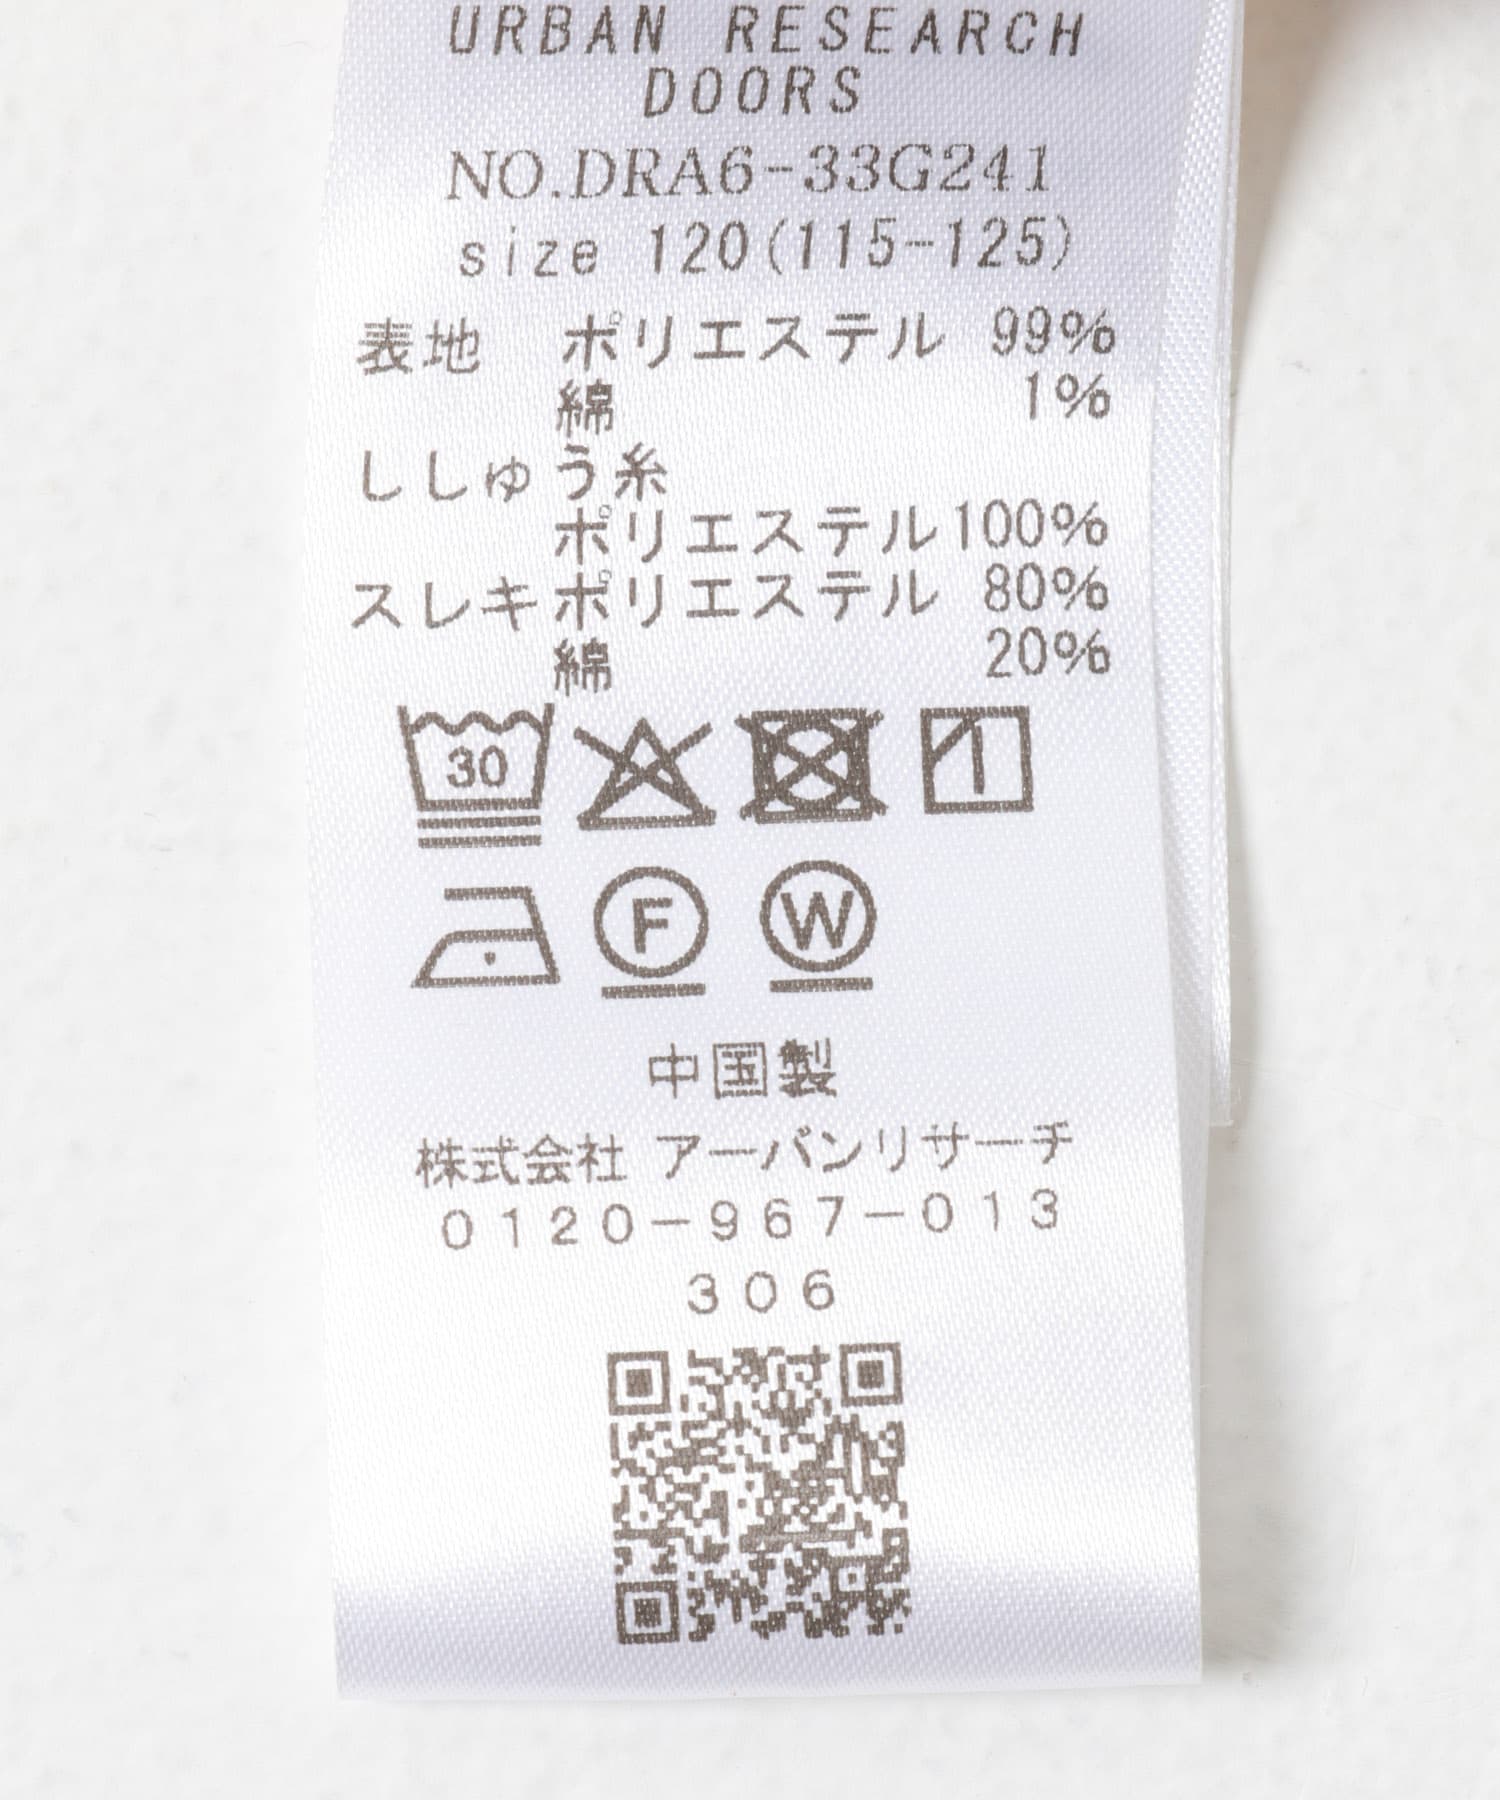 URBAN RESEARCH
DOORS
NO.DRA6-33G241
size 120(115-125)
表地 ポリエステル 99%
綿 1%
ししゅう糸
ポリエステル100%
スレキポリエステル 80%
綿 20%
30
F W
中国製
株式会社 アーバンリサーチ
0120-967-013
306